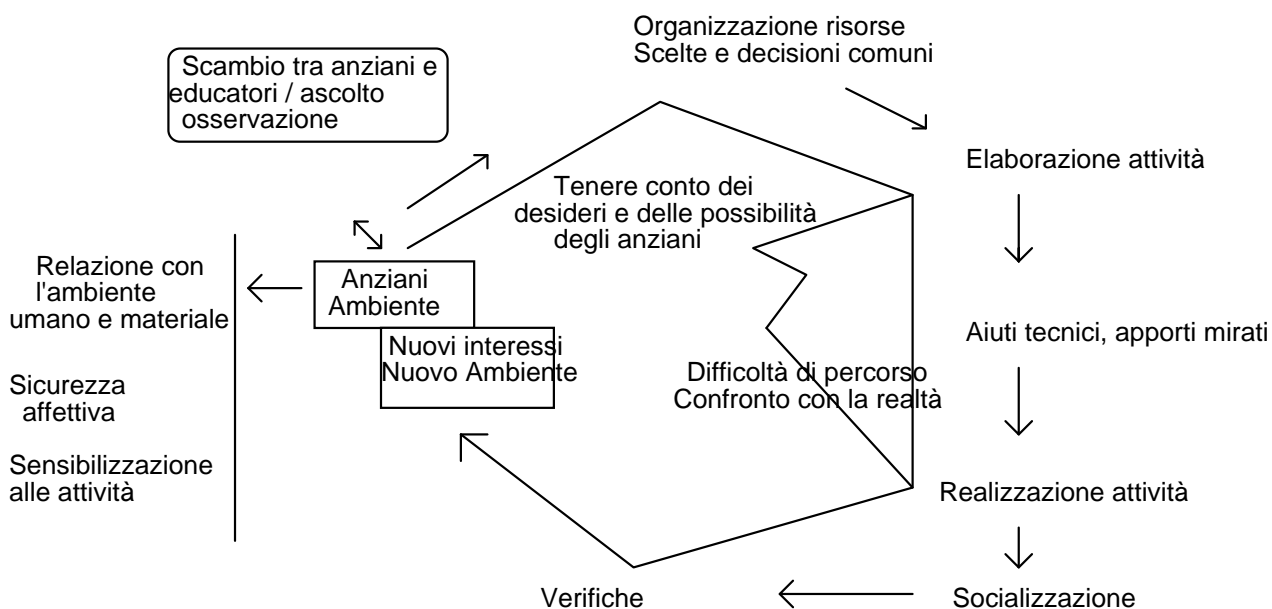 Organizzazione risorse
Scelte e decisioni comuni
Scambio tra anziani e
educatori / ascolto
osservazione
Elaborazione attività
Tenere conto dei
desideri e delle possibilità
degli anziani
Relazione con
l'ambiente
umano e materiale
Anziani
Ambiente
Nuovi interessi
Nuovo Ambiente
Aiuti tecnici, apporti mirati
Difficoltà di percorso
Confronto con la realtà
Sicurezza
affettiva
Sensibilizzazione
alle attività
Realizzazione attività
Verifiche
Socializzazione